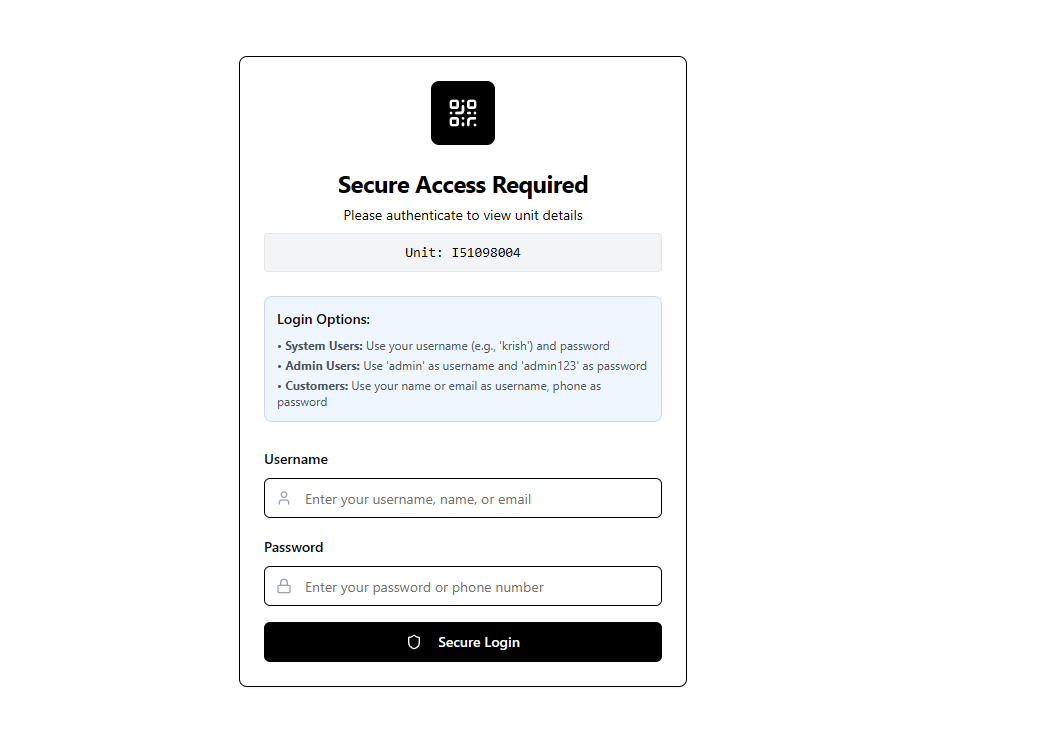 Secure Access Required
Please authenticate to view unit details
Unit: I51098004
Login Options:
• System Users: Use your username (e.g., 'krish') and password
• Admin Users: Use 'admin' as username and 'admin123' as password
• Customers: Use your name or email as username, phone as
password
Username
Enter your username, name, or email
Password
Enter your password or phone number
Secure Login